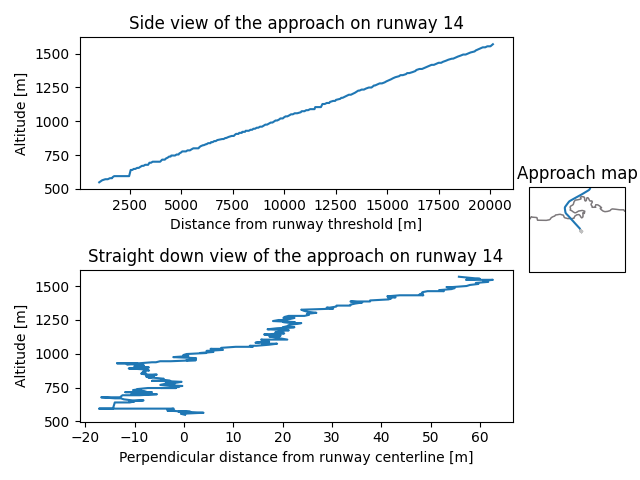 Side view of the approach on runway 14
1500
1250
1000
750
500
Altitude [m]
2500 5000 7500 10000 12500 15000 17500 20000
Distance from runway threshold [m]
Approach map
Straight down view of the approach on runway 14
1500
1250
1000
750
500
Altitude [m]
−20 −10 0 10 20 30 40 50 60
Perpendicular distance from runway centerline [m]